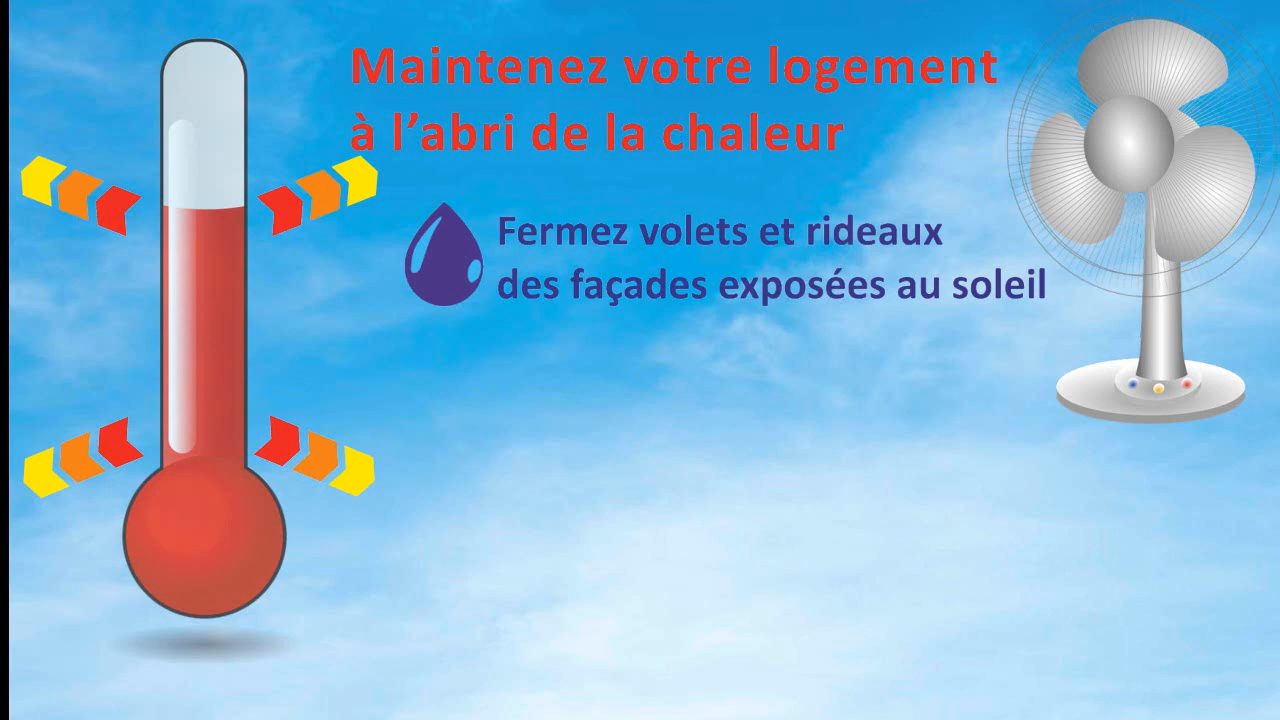 Maintenez votre logement
à l’abri de la chaleur
Fermez volets et rideaux
des façades exposées au soleil